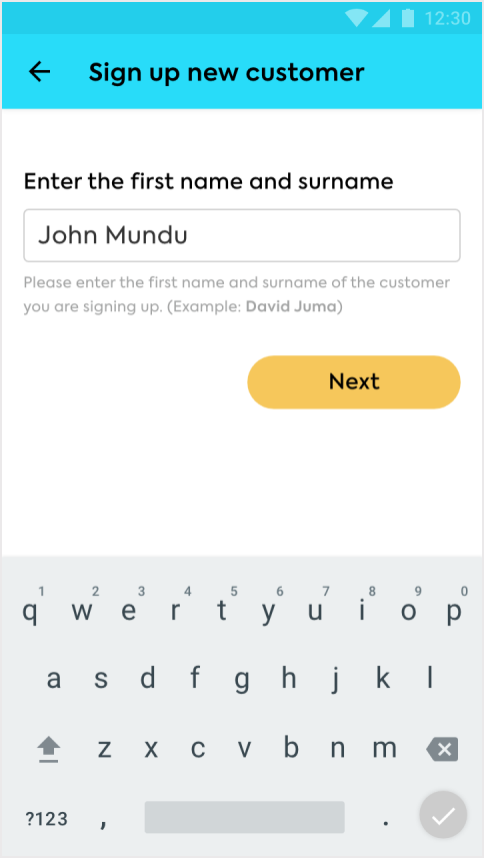 12:30
Sign up new customer
Enter the first name and surname
John Mundu
Please enter the first name and surname of the customer
you are signing up. (Example: David Juma)
Next
1 2 3 4 5 6 7 8 9 0
q w e r t y u i o p
a s d f g h j k l
z x c v b n m
?123 , .